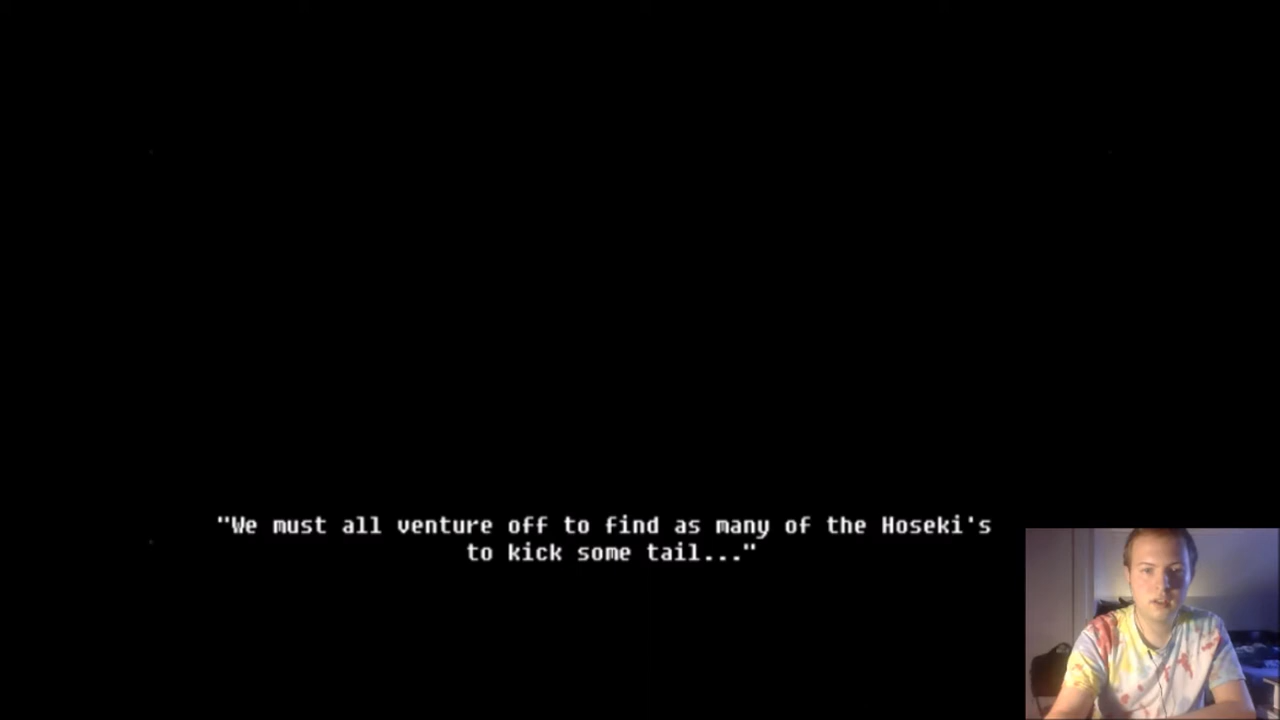 "We must all venture off to find as many of the Hoseki's
to kick some tail..."